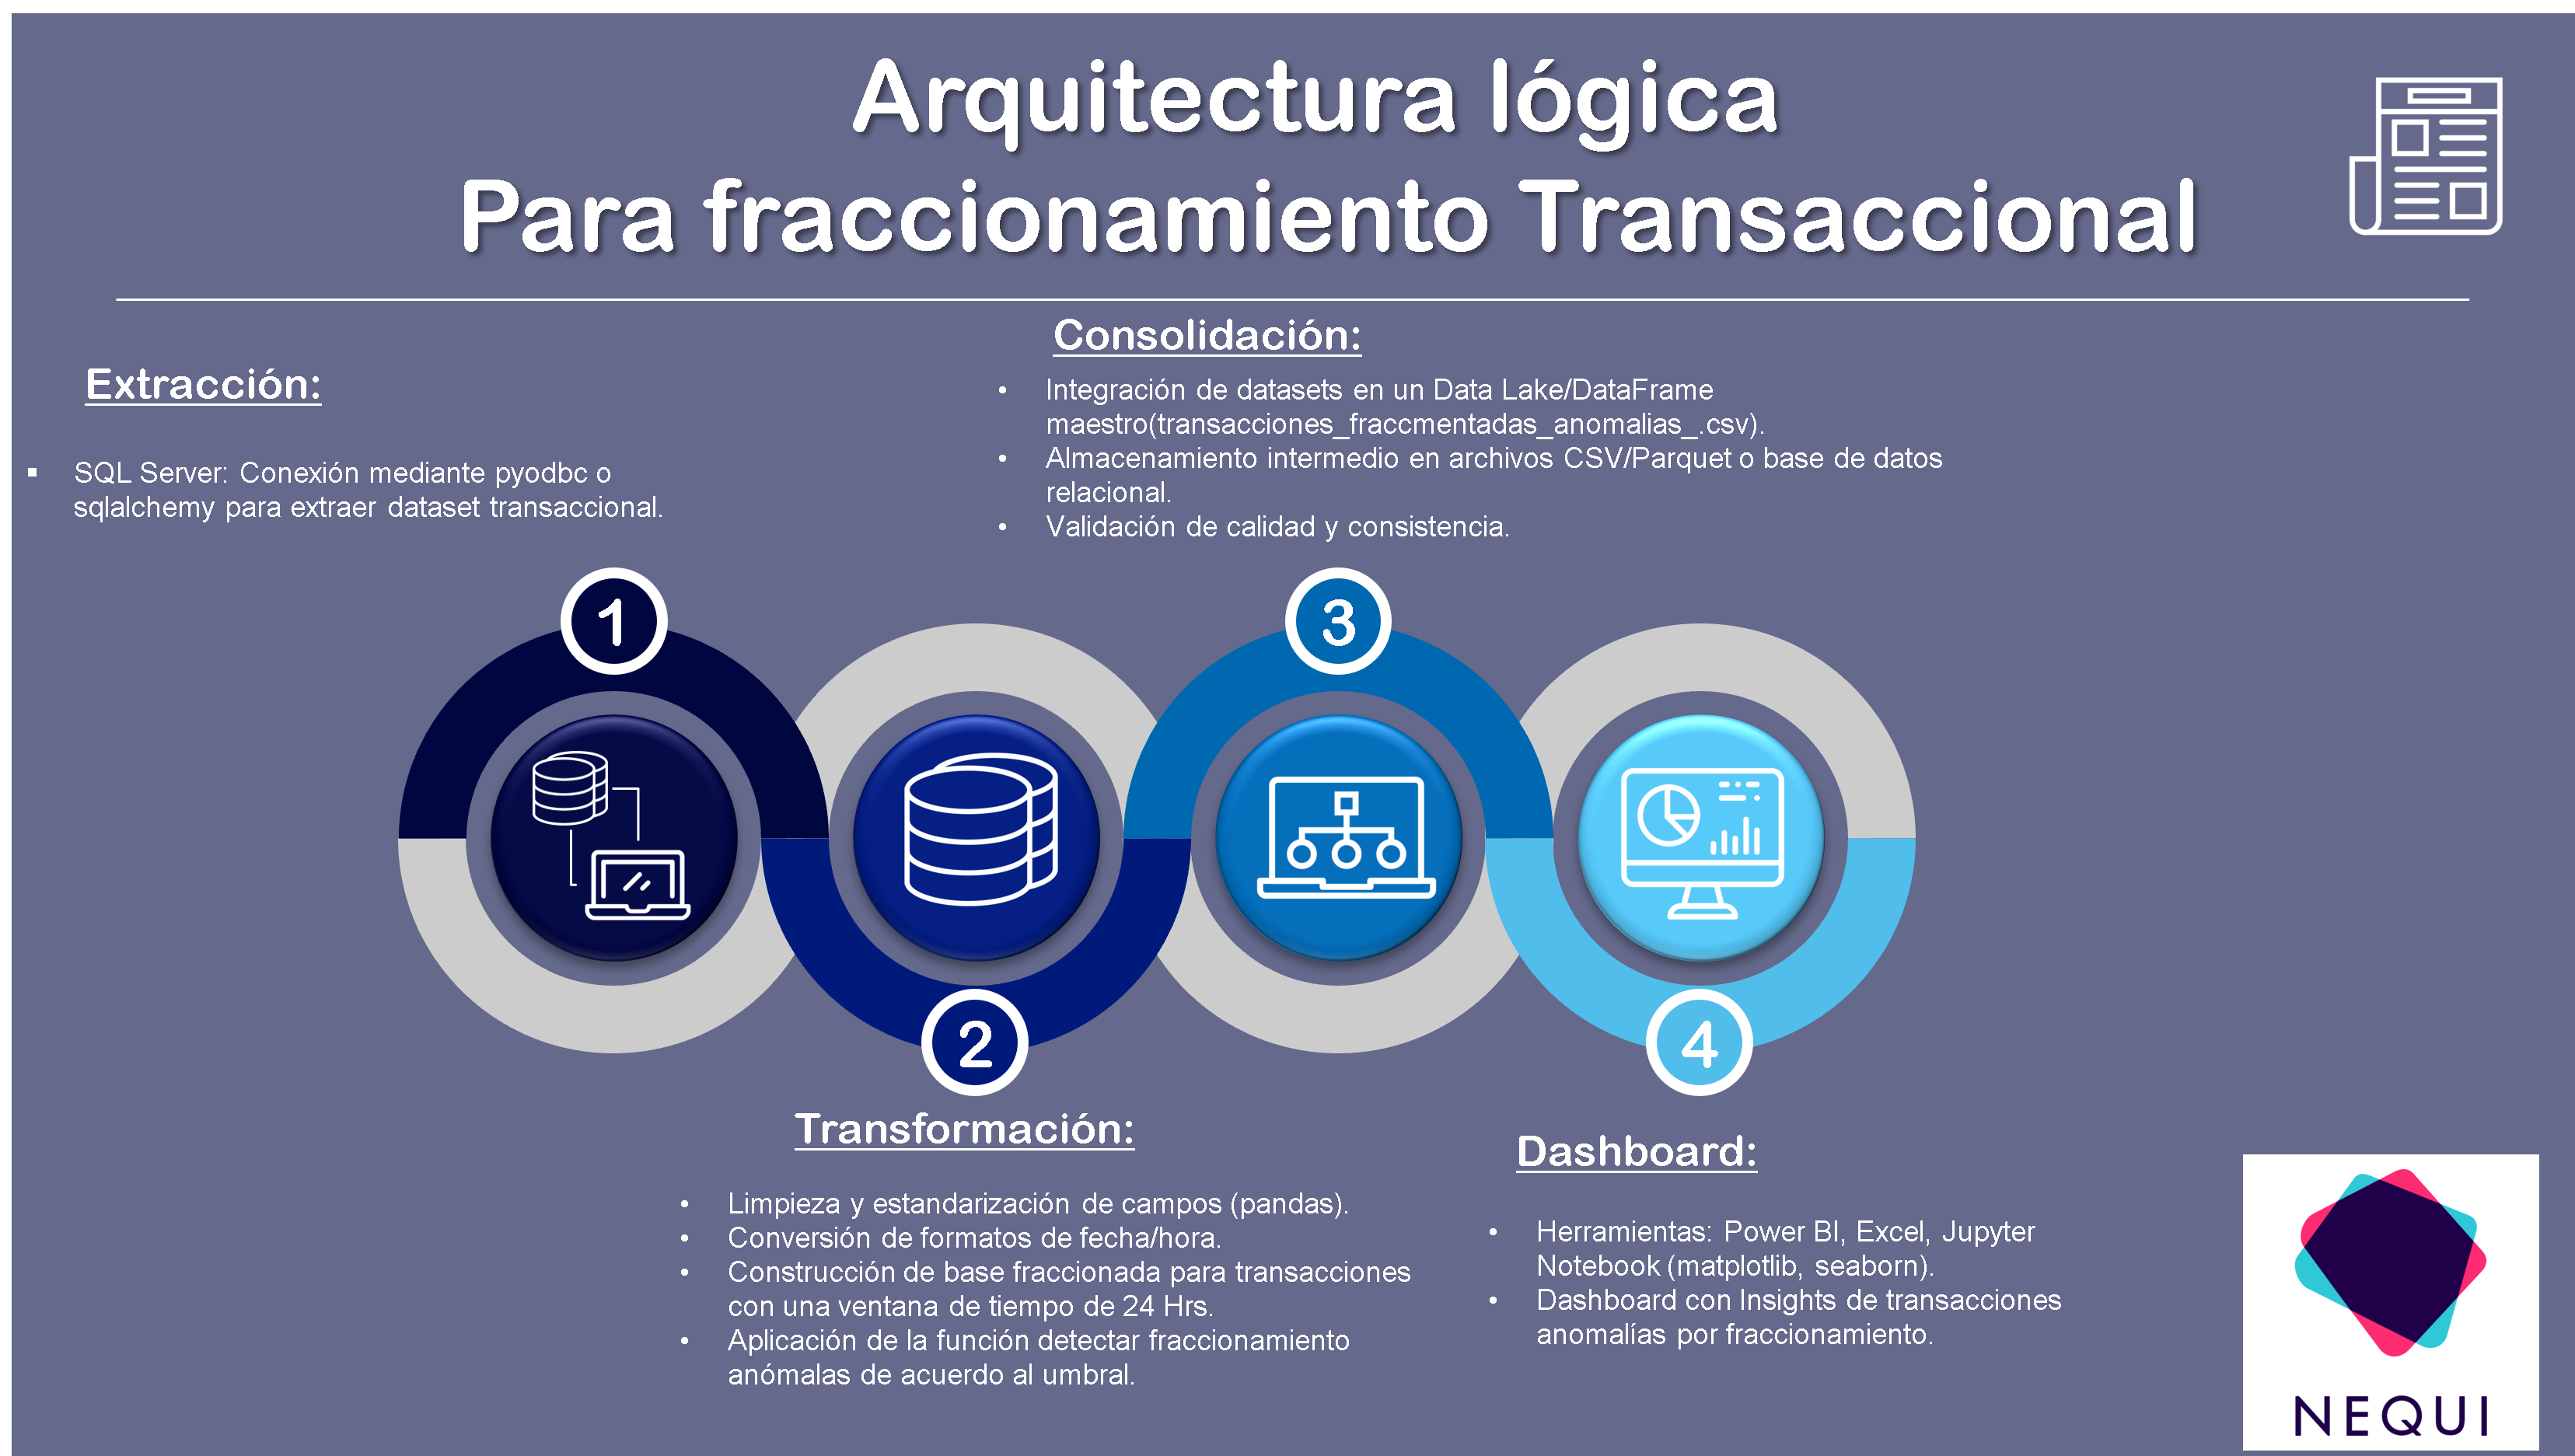 Arquitectura lógica
Para fraccionamiento Transaccional
Extracción:
SQL Server: Conexión mediante pyodbc o
sqlalchemy para extraer dataset transaccional.
Consolidación:
• Integración de datasets en un Data Lake/DataFrame
maestro(transacciones_fraccmentadas_anomalias_.csv).
• Almacenamiento intermedio en archivos CSV/Parquet o base de datos
relacional.
• Validación de calidad y consistencia.
1
3
2
4
Transformación:
• Limpieza y estandarización de campos (pandas).
• Conversión de formatos de fecha/hora.
• Construcción de base fraccionada para transacciones
con una ventana de tiempo de 24 Hrs.
• Aplicación de la función detectar fraccionamiento
anómalas de acuerdo al umbral.
Dashboard:
• Herramientas: Power BI, Excel, Jupyter
Notebook (matplotlib, seaborn).
• Dashboard con Insights de transacciones
anomalías por fraccionamiento.
NEQUI